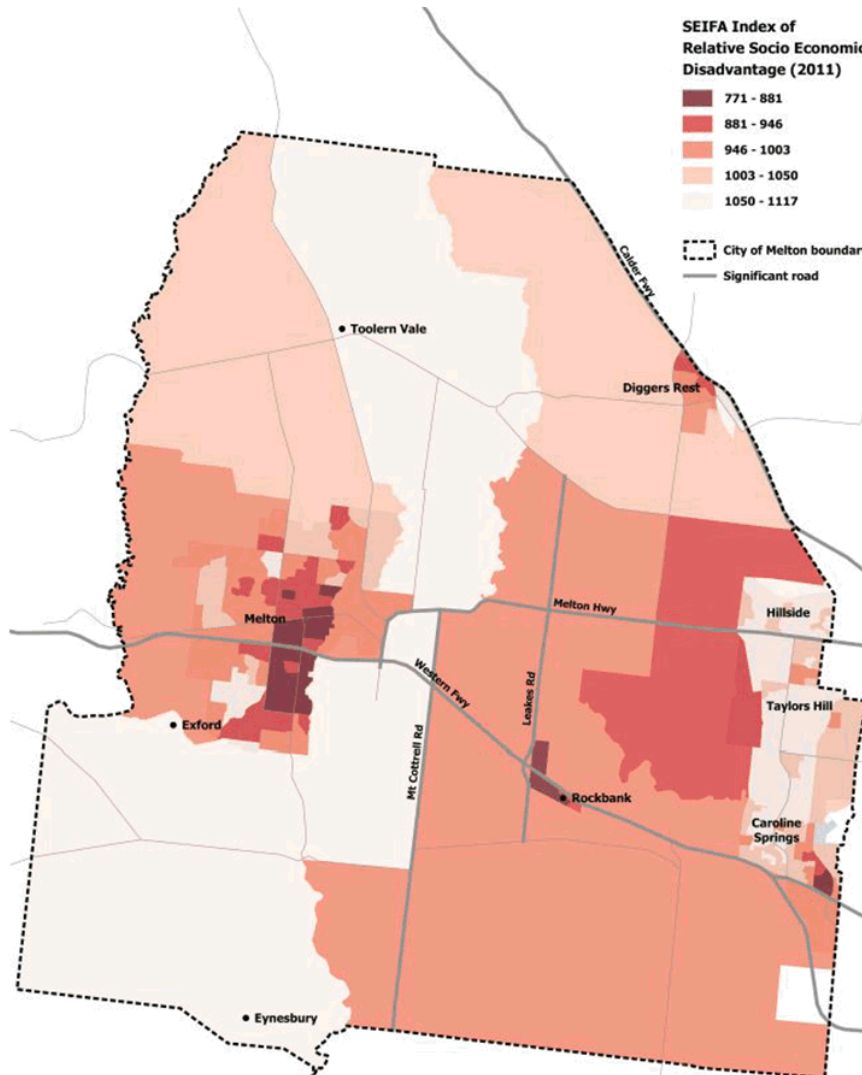 SEIFA Index of
Relative Socio Economic
Disadvantage (2011)
771 - 881
881 - 946
946 - 1003
1003 - 1050
1050 - 1117
City of Melton boundar
Significant road
Calder Fwy
Toolern Vale
Diggers Rest
Melton Hwy
Hillside
Melton
Western Fwy
Leakes Rd
Taylors Hill
Exford
Mt Cottrell Rd
Rockbank
Caroline
Springs
Eynesbury